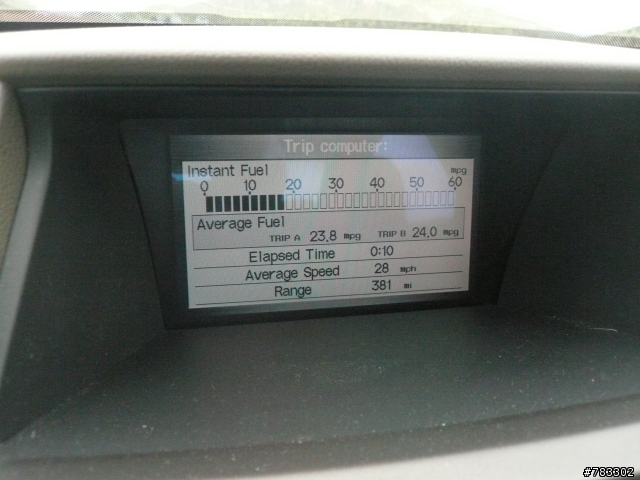 Trip computer:
Instant Fuel mpg
0 10 20 30 40 50 60
Average Fuel
TRIP A 23.8 mpg TRIP B 24.0 mpg
Elapsed Time 0:10
Average Speed 28 mph
Range 381 mi
#783302